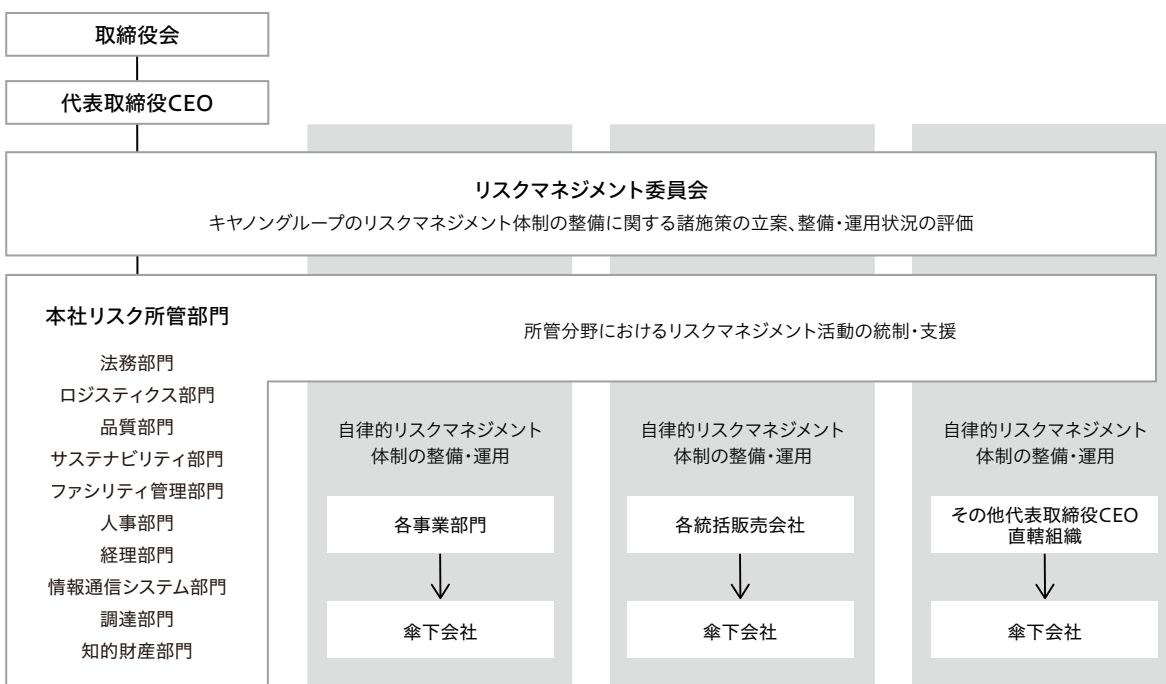 取締役会
代表取締役CEO
リスクマネジメント委員会
キヤノングループのリスクマネジメント体制の整備に関する諸施策の立案、整備・運用状況の評価
本社リスク所管部門
法務部門
ロジスティクス部門
品質部門
サステナビリティ部門
ファシリティ管理部門
人事部門
経理部門
情報通信システム部門
調達部門
知的財産部門
所管分野におけるリスクマネジメント活動の統制・支援
自律的リスクマネジメント
体制の整備・運用
各事業部門
傘下会社
自律的リスクマネジメント
体制の整備・運用
各統括販売会社
傘下会社
自律的リスクマネジメント
体制の整備・運用
その他代表取締役CEO
直轄組織
傘下会社